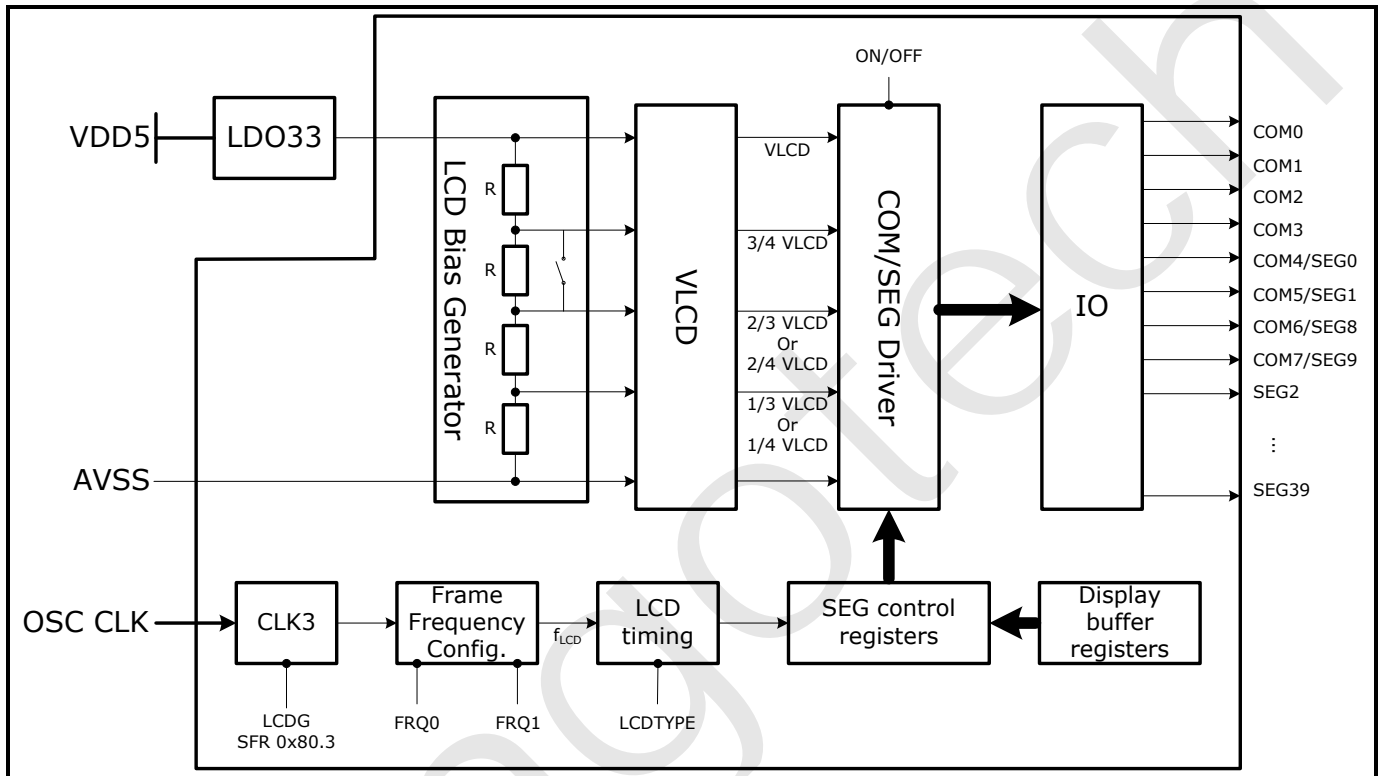 ON/OFF
VDD5
LDO33
LCD Bias Generator
R
R
R
R
VLCD
VLCD
3/4 VLCD
2/3 VLCD
Or
2/4 VLCD
1/3 VLCD
Or
1/4 VLCD
COM/SEG Driver
IO
COM0
COM1
COM2
COM3
COM4/SEG0
COM5/SEG1
COM6/SEG8
COM7/SEG9
SEG2
...
SEG39
AVSS
OSC CLK
CLK3
Frame
Frequency
Config.
fLCD
LCD
timing
SEG control
registers
Display
buffer
registers
LCDG
SFR 0x80.3
FRQ0
FRQ1
LCDTYPE